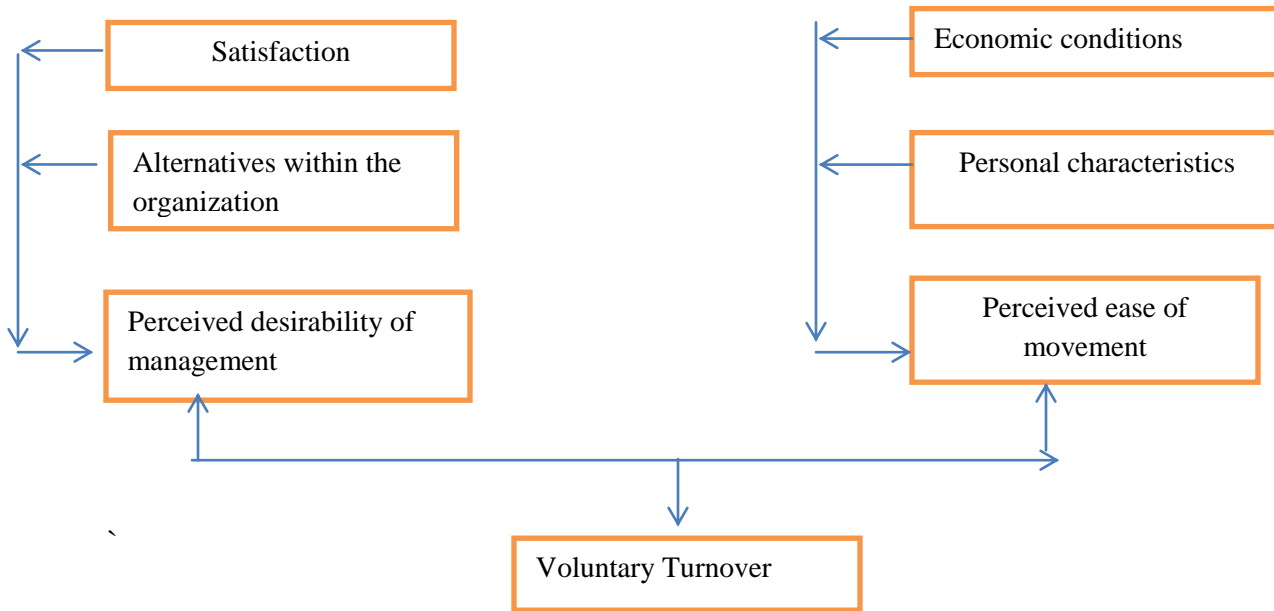 Satisfaction
Economic conditions
Alternatives within the
organization
Personal characteristics
Perceived desirability of
management
Perceived ease of
movement
`
Voluntary Turnover